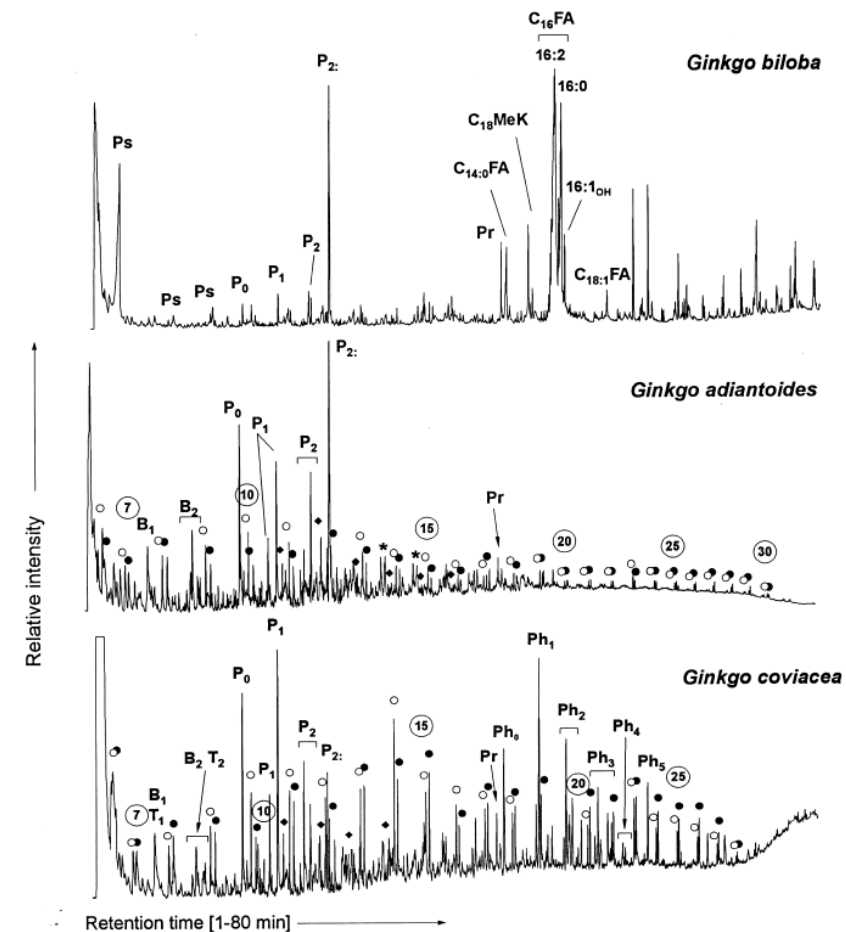 C₁₆FA
16:2
16:0
P₂:
Ginkgo biloba
C₁₈MeK
Ps
C₁₄:₀FA
16:1OH
Pr
P₂
C₁₈:₁FA
Ps Ps P₀ P₁
P₂:
Ginkgo adiantoides
P₀
P₁
P₂
7 B₁ B₂ 10 15 Pr 20 25 30
* *
P₁
Ph₁
Ginkgo coviacea
P₀
P₂ P₂: 15 Pr Ph₀ Ph₂ Ph₄
B₂ T₂ P₁ Ph₃ Ph₅
B₁
7 T₁ 10 20 25
Relative intensity
Retention time [1-80 min]